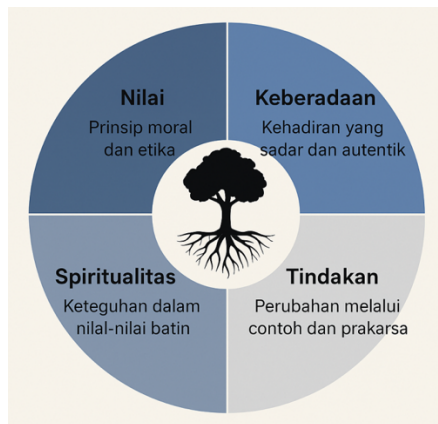 Nilai
Prinsip moral
dan etika
Keberadaan
Kehadiran yang
sadar dan autentik
Spiritualitas
Keteguhan dalam
nilal-nilai batin
Tindakan
Perubahan melalui
contoh dan prakarsa